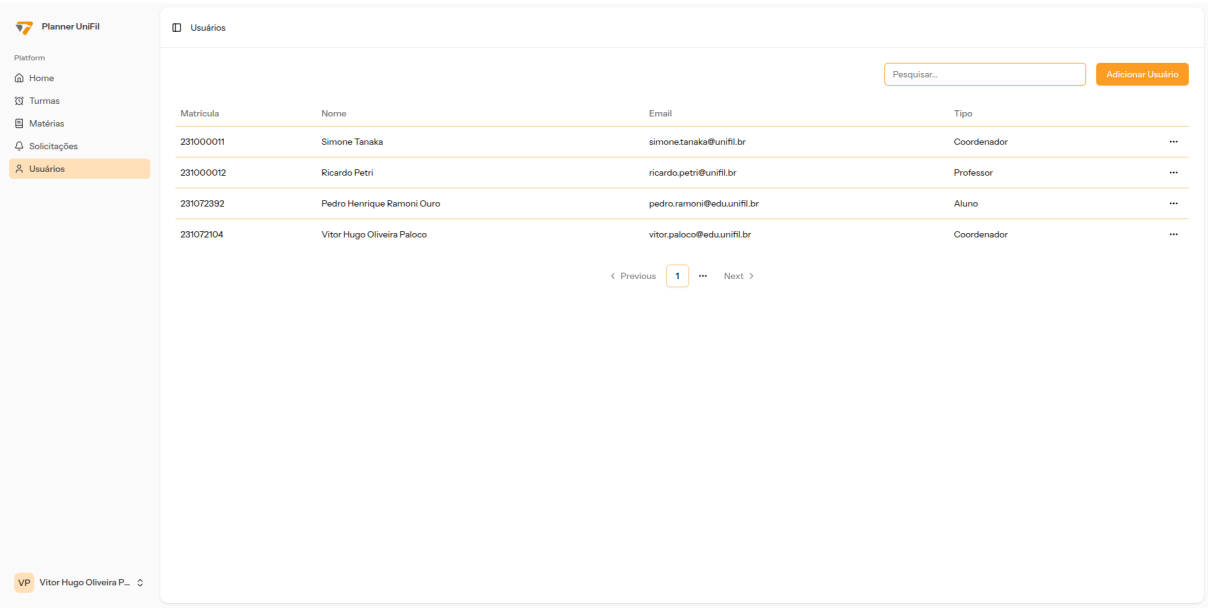 Planner UniFil
Usuários
Platform
Home
Turmas
Matérias
Solicitações
Usuários
Pesquisar...
Adicionar Usuário
Matrícula Nome Email Tipo
231000011 Simone Tanaka simone.tanaka@unifil.br Coordenador ...
231000012 Ricardo Petri ricardo.petri@unifil.br Professor ...
231072392 Pedro Henrique Ramoni Ouro pedro.ramoni@edu.unifil.br Aluno ...
231072104 Vitor Hugo Oliveira Paloco vitor.paloco@edu.unifil.br Coordenador ...
< Previous 1 ... Next >
VP Vitor Hugo Oliveira P...